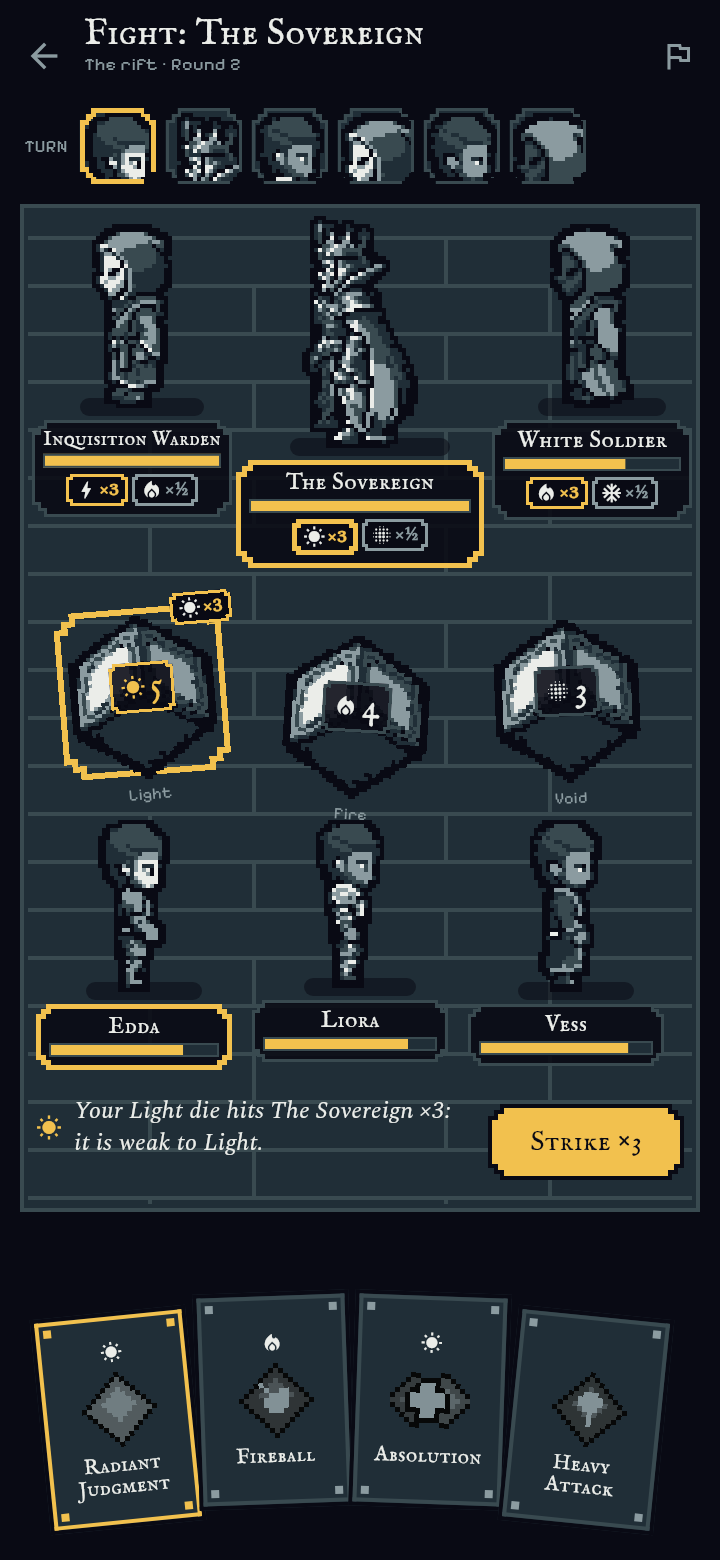 Fight: The Sovereign
The rift · Round 2
TURN
Inquisition Warden
×3
×½
The Sovereign
×3
×½
White Soldier
×3
×½
×3
5
4
3
Light
Fire
Void
Edda
Liora
Vess
Your Light die hits The Sovereign ×3:
it is weak to Light.
Strike ×3
Radiant
Judgment
Fireball
Absolution
Heavy
Attack